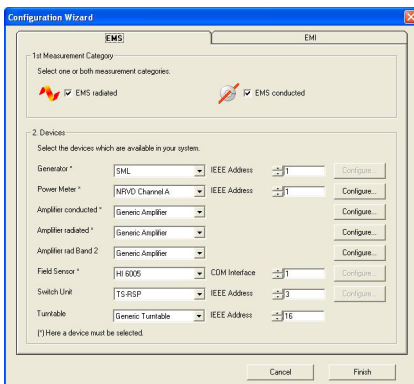 Configuration Wizard
EMS EMI
1st Measurement Category
Select one or both measurement categories.
EMS radiated EMS conducted
2. Devices
Select the devices which are available in your system.
Generator * SML IEEE Address 1 Configure...
Power Meter * NRVD Channel A IEEE Address 1 Configure...
Amplifier conducted * Generic Amplifier Configure...
Amplifier radiated * Generic Amplifier Configure...
Amplifier rad Band 2 Generic Amplifier Configure...
Field Sensor * HI 6005 COM Interface 1 Configure...
Switch Unit TS-RSP IEEE Address 3 Configure...
Turntable Generic Turntable IEEE Address 16
(*) Here a device must be selected.
Cancel Finish